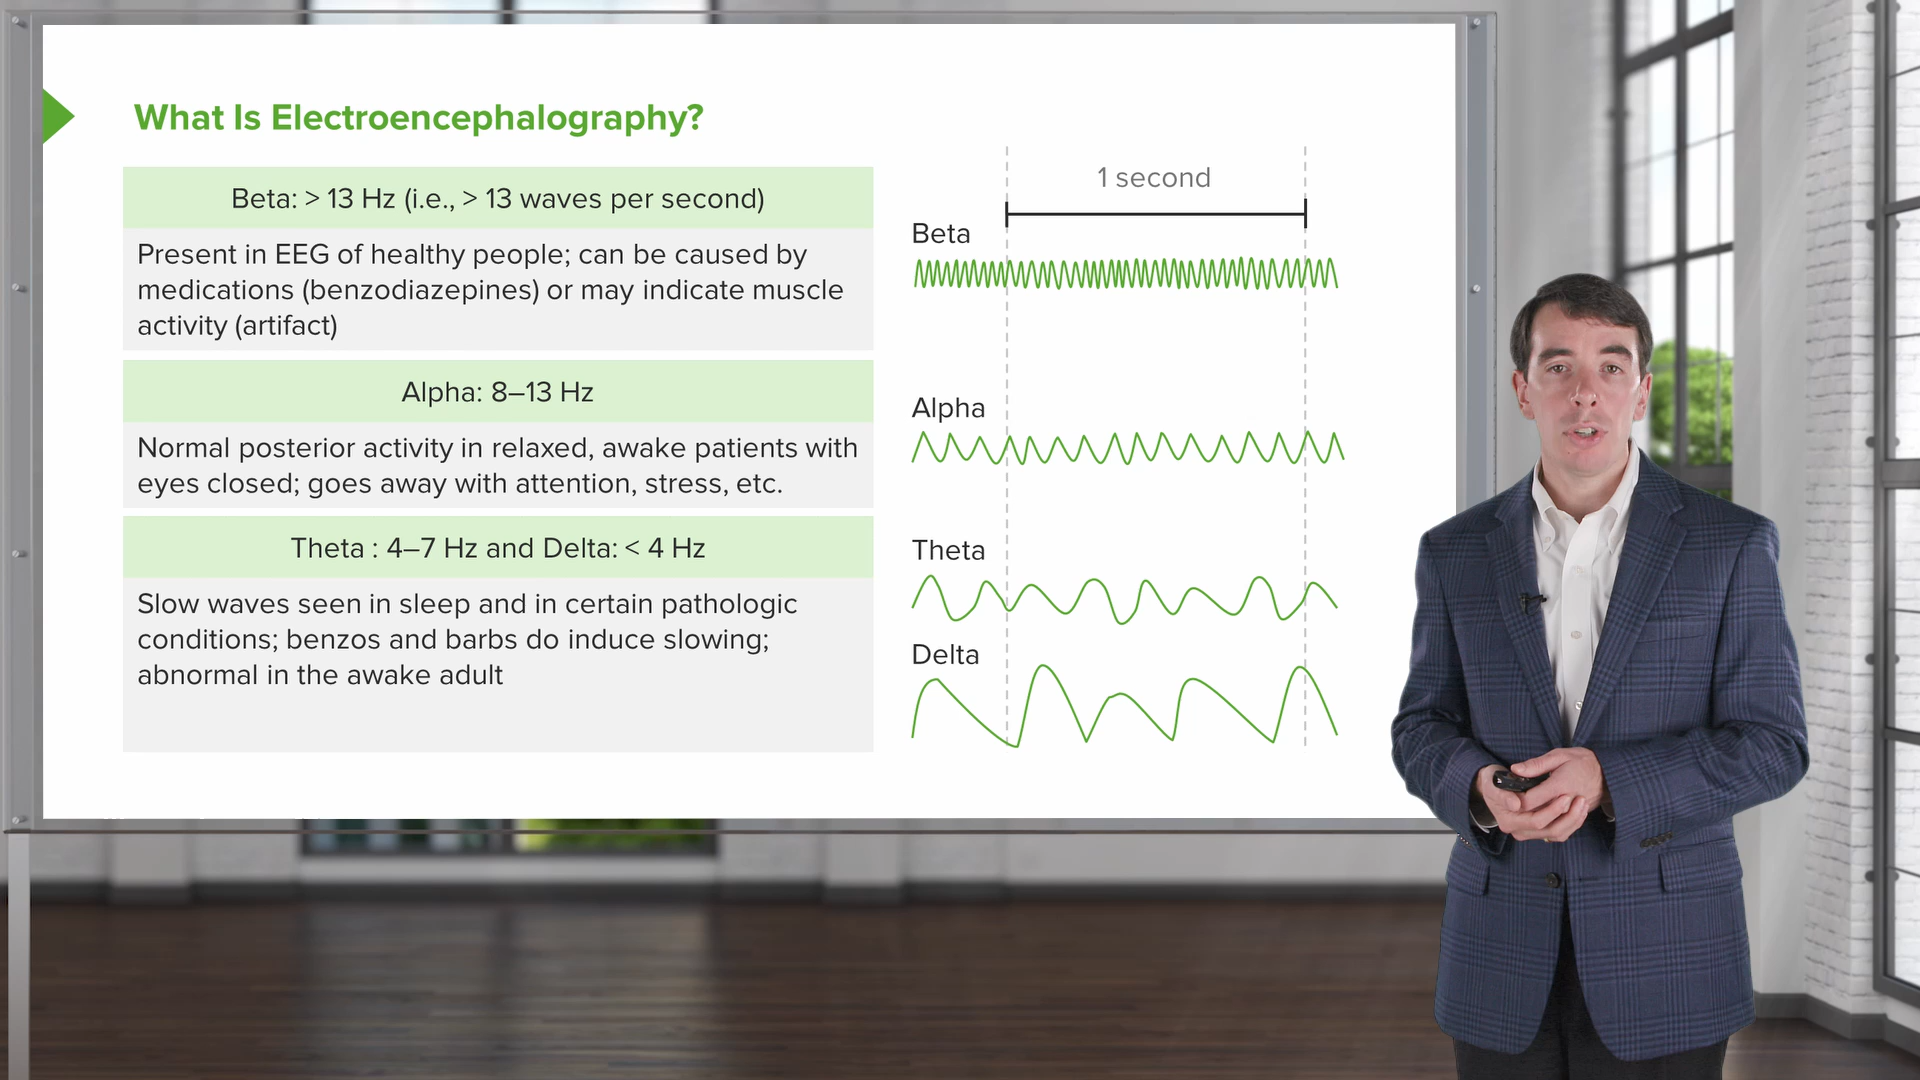 What Is Electroencephalography?
Beta: > 13 Hz (i.e., > 13 waves per second)
Present in EEG of healthy people; can be caused by
medications (benzodiazepines) or may indicate muscle
activity (artifact)
Alpha: 8–13 Hz
Normal posterior activity in relaxed, awake patients with
eyes closed; goes away with attention, stress, etc.
Theta : 4–7 Hz and Delta: < 4 Hz
Slow waves seen in sleep and in certain pathologic
conditions; benzos and barbs do induce slowing;
abnormal in the awake adult
1 second
Beta
Alpha
Theta
Delta